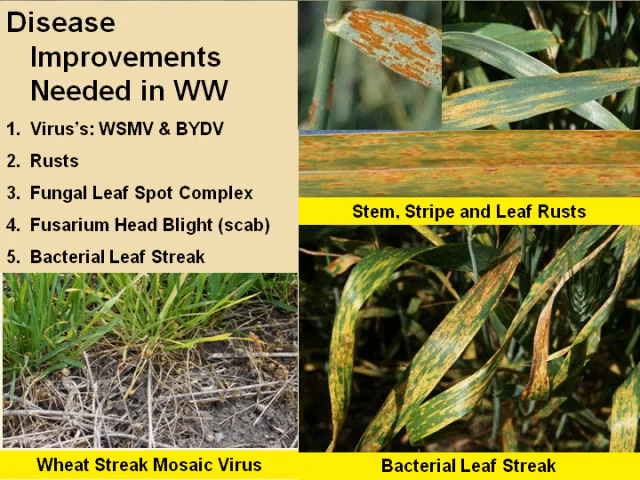 Disease
Improvements
Needed in WW
1. Virus's: WSMV & BYDV
2. Rusts
3. Fungal Leaf Spot Complex
4. Fusarium Head Blight (scab)
5. Bacterial Leaf Streak
Stem, Stripe and Leaf Rusts
Wheat Streak Mosaic Virus
Bacterial Leaf Streak